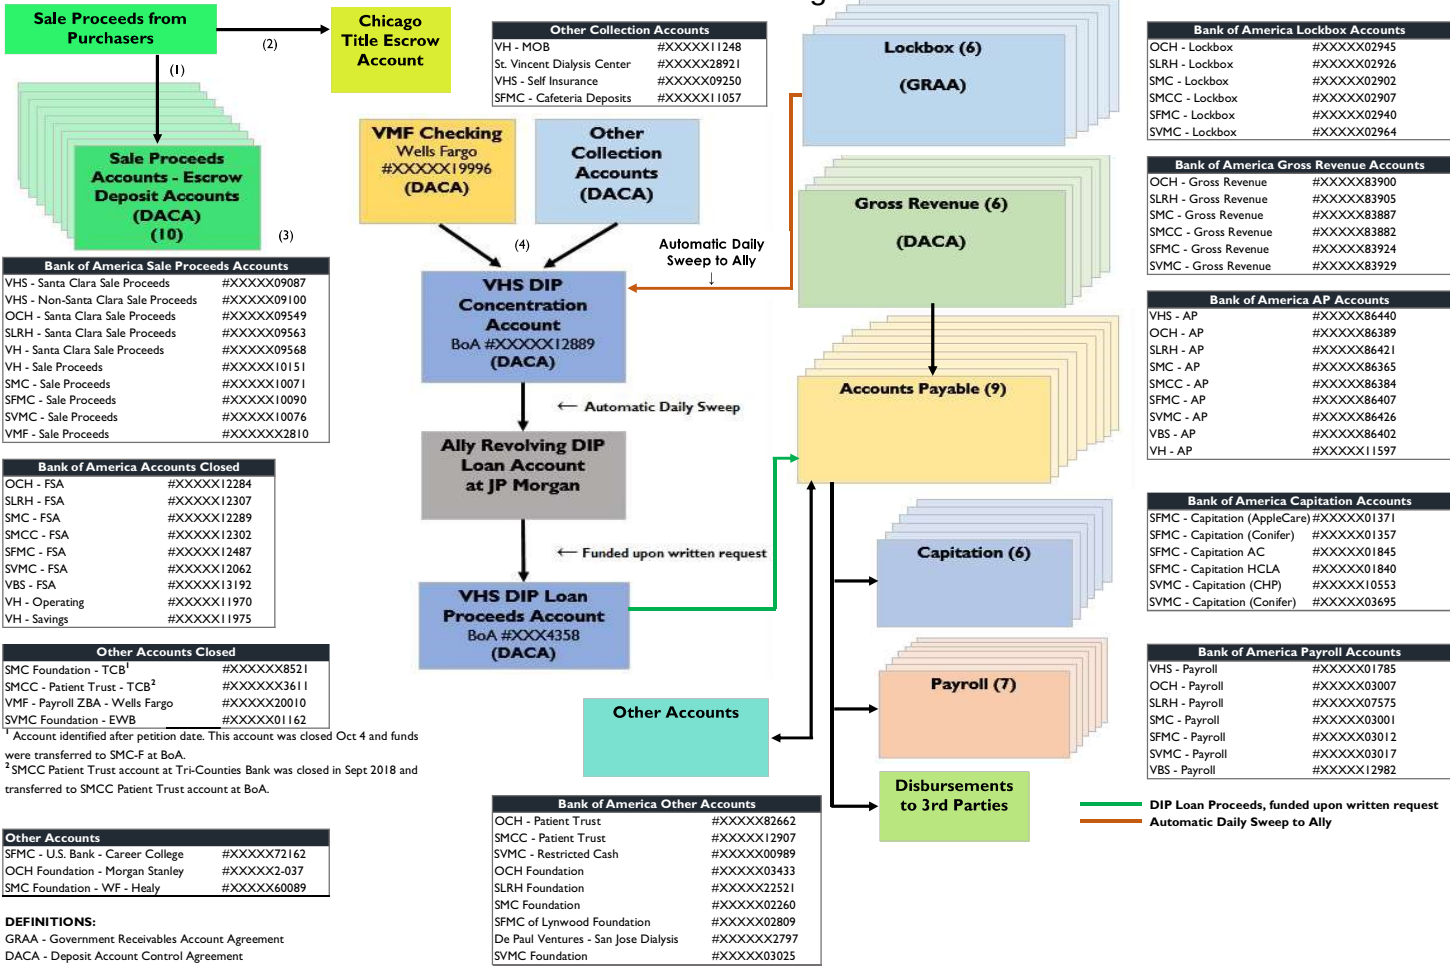 Sale Proceeds from
Purchasers
(2)
Chicago
Title Escrow
Account
(1)
Sale Proceeds
Accounts - Escrow
Deposit Accounts
(DACA)
(10)
(3)
Bank of America Sale Proceeds Accounts
VHS - Santa Clara Sale Proceeds #XXXXX09087
VHS - Non-Santa Clara Sale Proceeds #XXXXX09100
OCH - Santa Clara Sale Proceeds #XXXXX09549
SLRH - Santa Clara Sale Proceeds #XXXXX09563
VH - Santa Clara Sale Proceeds #XXXXX09568
VH - Sale Proceeds #XXXXX10151
SMC - Sale Proceeds #XXXXX10071
SFMC - Sale Proceeds #XXXXX10090
SVMC - Sale Proceeds #XXXXX10076
VMF - Sale Proceeds #XXXXXX2810
Bank of America Accounts Closed
OCH - FSA #XXXXX12284
SLRH - FSA #XXXXX12307
SMC - FSA #XXXXX12289
SMCC - FSA #XXXXX12302
SFMC - FSA #XXXXX12487
SVMC - FSA #XXXXX12062
VBS - FSA #XXXXX13192
VH - Operating #XXXXX11970
VH - Savings #XXXXX11975
Other Accounts Closed
SMC Foundation - TCB¹ #XXXXXX8521
SMCC - Patient Trust - TCB² #XXXXXX3611
VMF - Payroll ZBA - Wells Fargo #XXXXX20010
SVMC Foundation - EWB #XXXXX01162
¹ Account identified after petition date. This account was closed Oct 4 and funds
were transferred to SMC-F at BoA.
² SMCC Patient Trust account at Tri-Counties Bank was closed in Sept 2018 and
transferred to SMCC Patient Trust account at BoA.
Other Accounts
SFMC - U.S. Bank - Career College #XXXXX72162
OCH Foundation - Morgan Stanley #XXXXX2-037
SMC Foundation - WF - Healy #XXXXX60089
DEFINITIONS:
GRAA - Government Receivables Account Agreement
DACA - Deposit Account Control Agreement
Other Collection Accounts
VH - MOB #XXXXX11248
St. Vincent Dialysis Center #XXXXX28921
VHS - Self Insurance #XXXXX09250
SFMC - Cafeteria Deposits #XXXXX11057
VMF Checking
Wells Fargo
#XXXXX19996
(DACA)
Other
Collection
Accounts
(DACA)
(4)
Automatic Daily
Sweep to Ally
↓
VHS DIP
Concentration
Account
BoA #XXXXX12889
(DACA)
← Automatic Daily Sweep
Ally Revolving DIP
Loan Account
at JP Morgan
← Funded upon written request
VHS DIP Loan
Proceeds Account
BoA #XXX4358
(DACA)
Other Accounts
Bank of America Other Accounts
OCH - Patient Trust #XXXXX82662
SMCC - Patient Trust #XXXXX12907
SVMC - Restricted Cash #XXXXX00989
OCH Foundation #XXXXX03433
SLRH Foundation #XXXXX22521
SMC Foundation #XXXXX02260
SFMC of Lynwood Foundation #XXXXX02809
De Paul Ventures - San Jose Dialysis #XXXXXX2797
SVMC Foundation #XXXXX03025
Lockbox (6)
(GRAA)
Gross Revenue (6)
(DACA)
Accounts Payable (9)
Capitation (6)
Payroll (7)
Disbursements
to 3rd Parties
Bank of America Lockbox Accounts
OCH - Lockbox #XXXXX02945
SLRH - Lockbox #XXXXX02926
SMC - Lockbox #XXXXX02902
SMCC - Lockbox #XXXXX02907
SFMC - Lockbox #XXXXX02940
SVMC - Lockbox #XXXXX02964
Bank of America Gross Revenue Accounts
OCH - Gross Revenue #XXXXX83900
SLRH - Gross Revenue #XXXXX83905
SMC - Gross Revenue #XXXXX83887
SMCC - Gross Revenue #XXXXX83882
SFMC - Gross Revenue #XXXXX83924
SVMC - Gross Revenue #XXXXX83929
Bank of America AP Accounts
VHS - AP #XXXXX86440
OCH - AP #XXXXX86389
SLRH - AP #XXXXX86421
SMC - AP #XXXXX86365
SMCC - AP #XXXXX86384
SFMC - AP #XXXXX86407
SVMC - AP #XXXXX86426
VBS - AP #XXXXX86402
VH - AP #XXXXX11597
Bank of America Capitation Accounts
SFMC - Capitation (AppleCare) #XXXXX01371
SFMC - Capitation (Conifer) #XXXXX01357
SFMC - Capitation AC #XXXXX01845
SFMC - Capitation HCLA #XXXXX01840
SVMC - Capitation (CHP) #XXXXX10553
SVMC - Capitation (Conifer) #XXXXX03695
Bank of America Payroll Accounts
VHS - Payroll #XXXXX01785
OCH - Payroll #XXXXX03007
SLRH - Payroll #XXXXX07575
SMC - Payroll #XXXXX03001
SFMC - Payroll #XXXXX03012
SVMC - Payroll #XXXXX03017
VBS - Payroll #XXXXX12982
DIP Loan Proceeds, funded upon written request
Automatic Daily Sweep to Ally